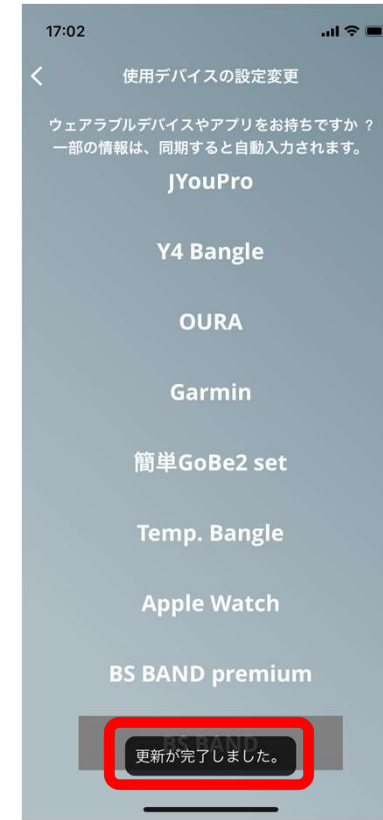 17:02
使用デバイスの設定変更
ウェアラブルデバイスやアプリをお持ちですか ?
一部の情報は、同期すると自動入力されます。
JYouPro
Y4 Bangle
OURA
Garmin
簡単GoBe2 set
Temp. Bangle
Apple Watch
BS BAND premium
BS BAND
更新が完了しました。